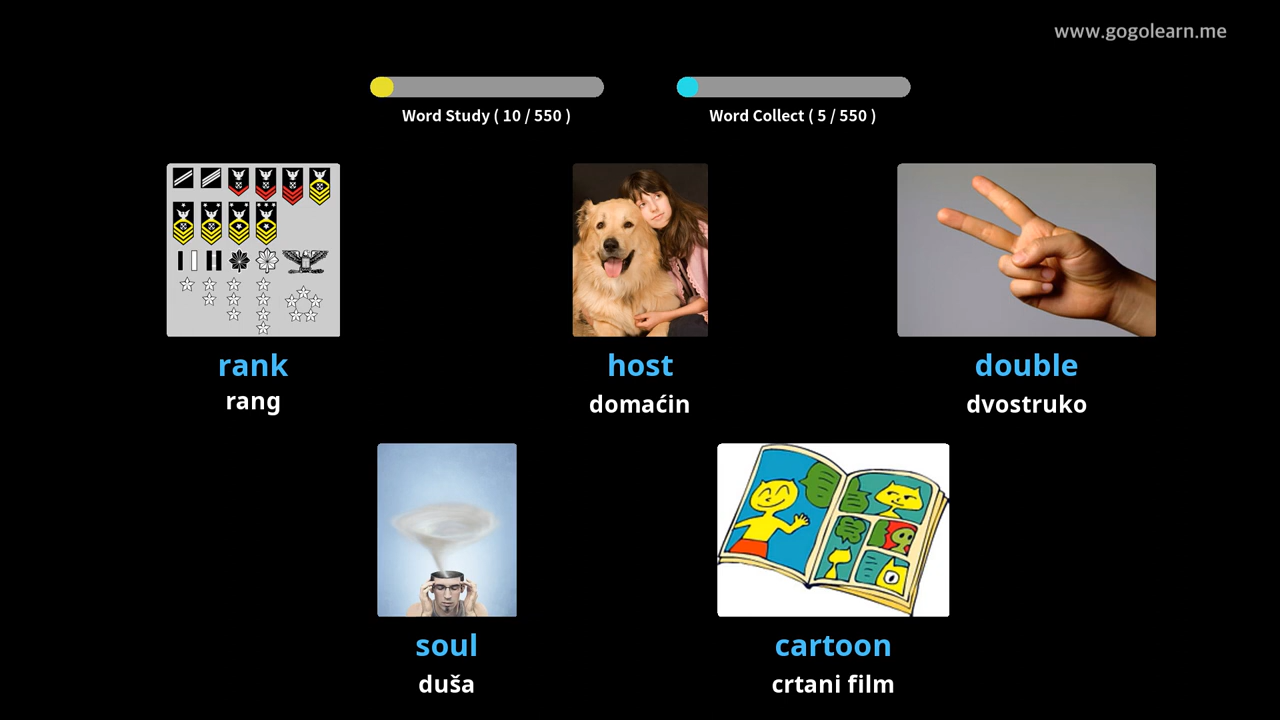 www.gogolearn.me
Word Study ( 10 / 550 )
Word Collect ( 5 / 550 )
rank
rang
host
domaćin
double
dvostruko
soul
duša
cartoon
crtani film